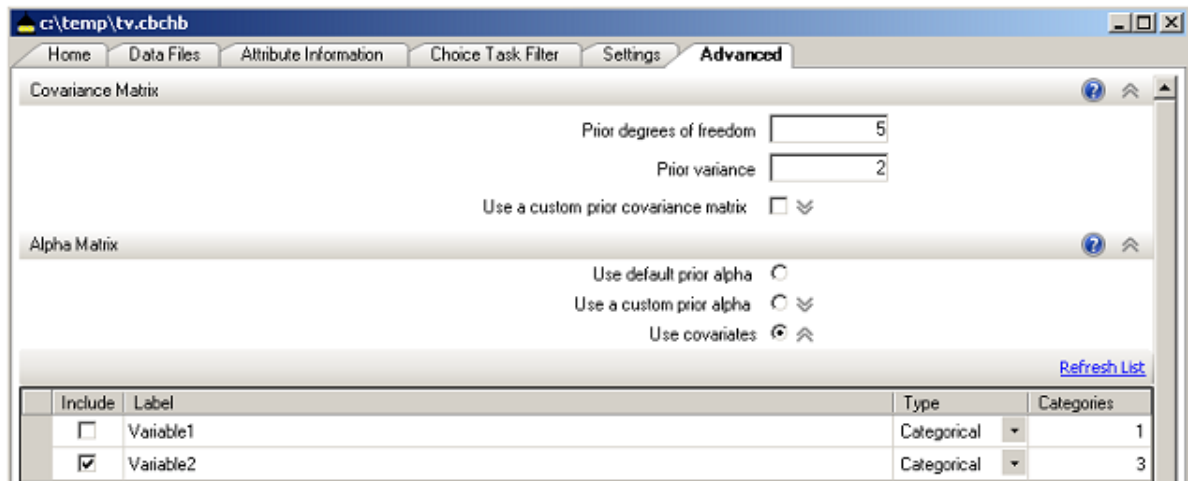 c:\temp\tv.cbchb
Home Data Files Attribute Information Choice Task Filter Settings Advanced
Covariance Matrix
Prior degrees of freedom 5
Prior variance 2
Use a custom prior covariance matrix
Alpha Matrix
Use default prior alpha
Use a custom prior alpha
Use covariates
Refresh List
Include Label Type Categories
Variable1 Categorical 1
Variable2 Categorical 3